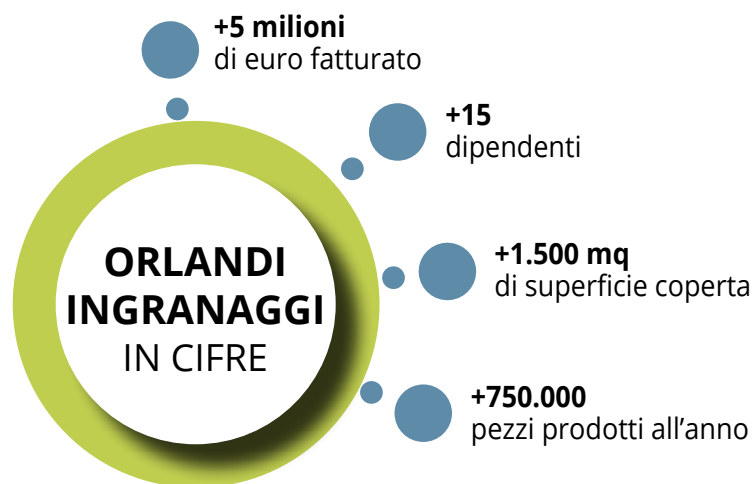 +5 milioni
di euro fatturato
+15
dipendenti
ORLANDI
INGRANAGGI
IN CIFRE
+1.500 mq
di superficie coperta
+750.000
pezzi prodotti all'anno